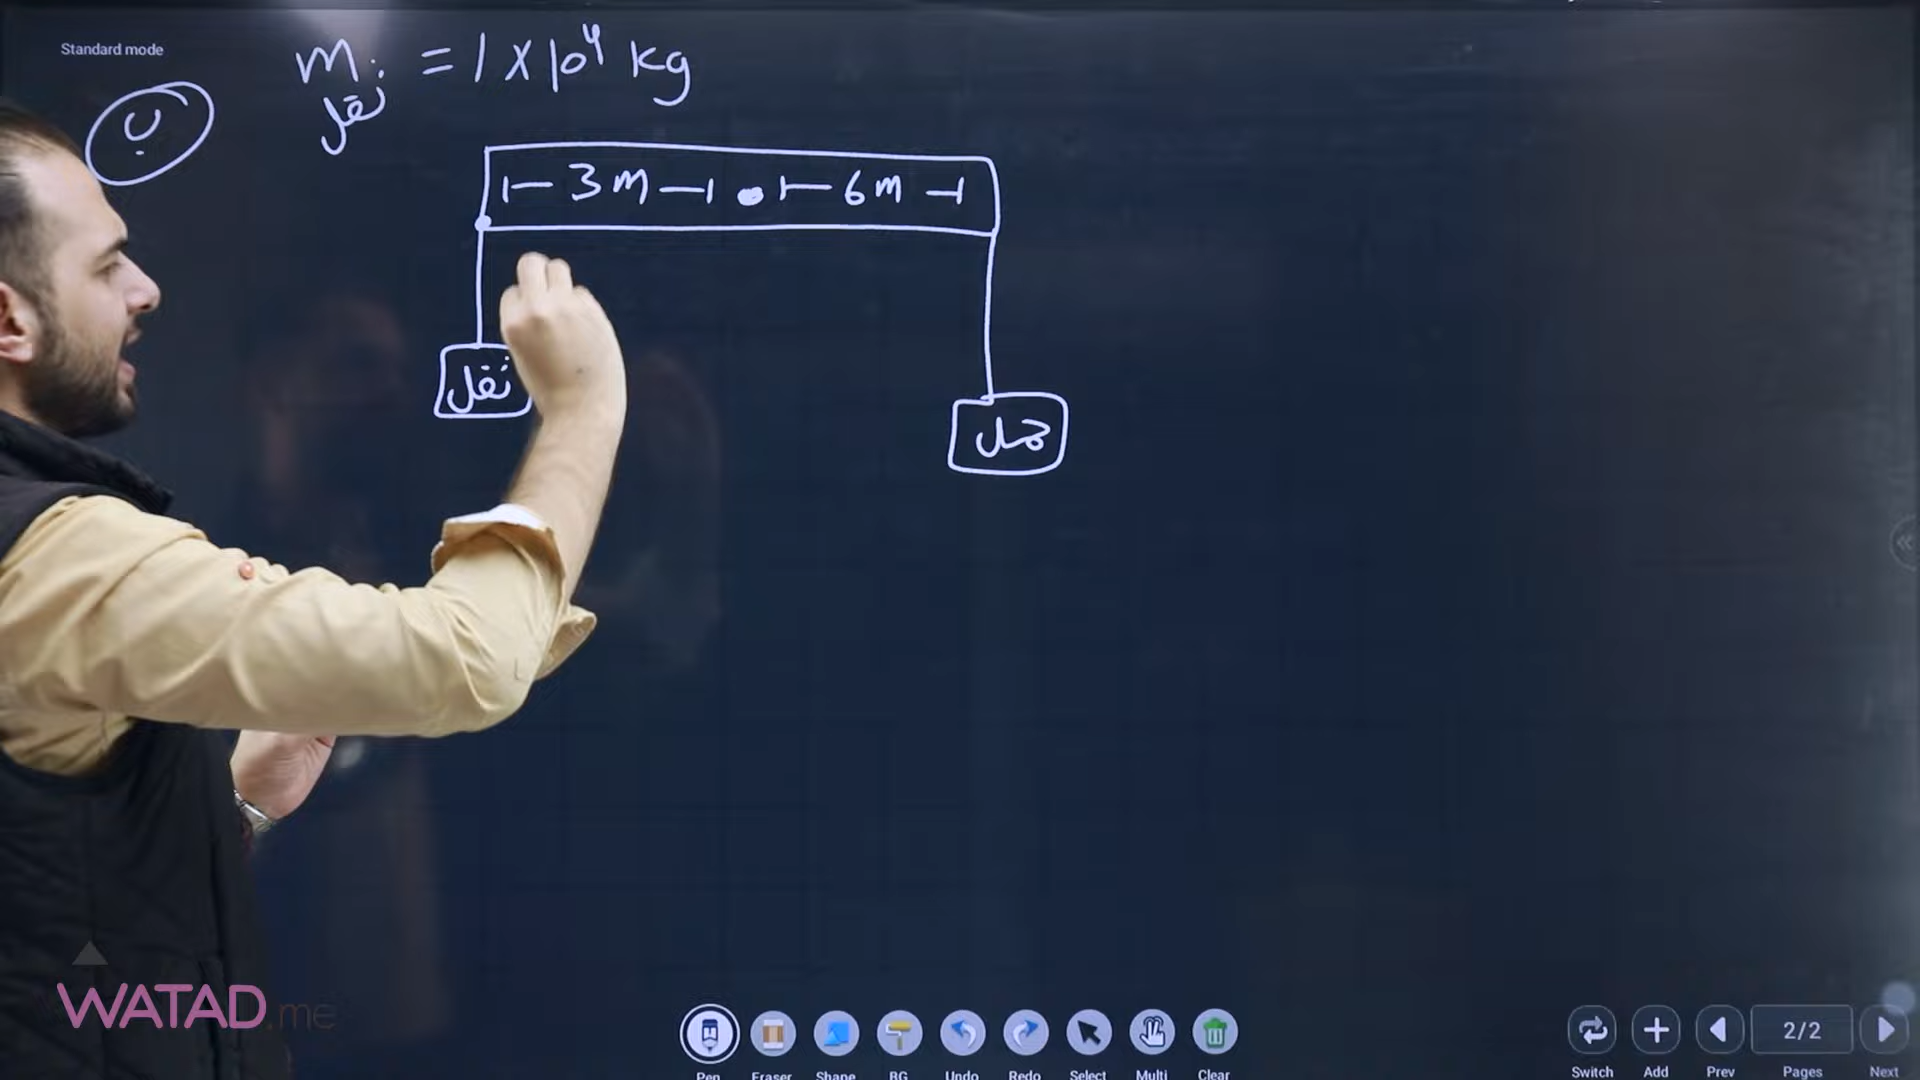 Standard mode
m ثقل = 1 × 10⁴ kg
ب
3m 6m
ثقل
حمل
WATAD.me
Pen Eraser Shape BG Undo Redo Select Multi Clear
2/2
Switch Add Prev Pages Next